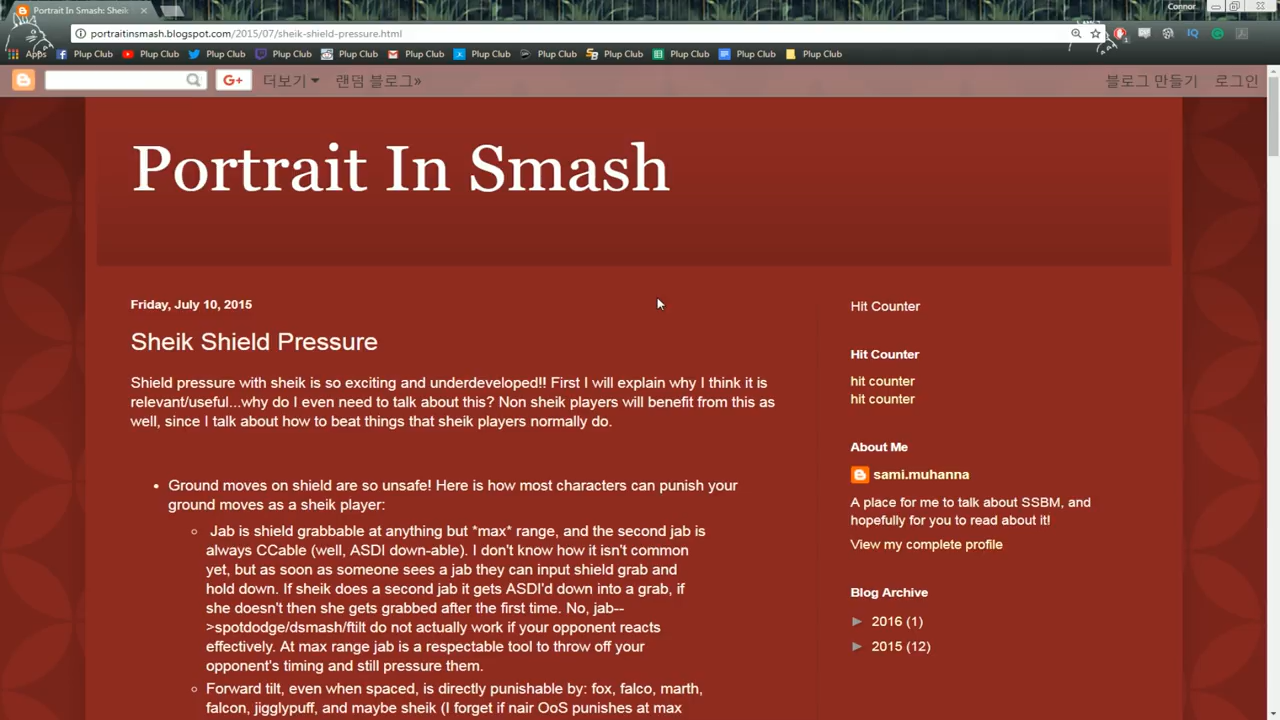 Portrait In Smash: Sheik
Connor
portraitinsmash.blogspot.com/2015/07/sheik-shield-pressure.html
Apps Plup Club Plup Club Plup Club Plup Club Plup Club Plup Club Plup Club Plup Club Plup Club Plup Club Plup Club Plup Club
G+ 더보기 랜덤 블로그» 블로그 만들기 로그인
Portrait In Smash
Friday, July 10, 2015
Sheik Shield Pressure
Shield pressure with sheik is so exciting and underdeveloped!! First I will explain why I think it is
relevant/useful...why do I even need to talk about this? Non sheik players will benefit from this as
well, since I talk about how to beat things that sheik players normally do.
Ground moves on shield are so unsafe! Here is how most characters can punish your
ground moves as a sheik player:
Jab is shield grabbable at anything but *max* range, and the second jab is
always CCable (well, ASDI down-able). I don't know how it isn't common
yet, but as soon as someone sees a jab they can input shield grab and
hold down. If sheik does a second jab it gets ASDI'd down into a grab, if
she doesn't then she gets grabbed after the first time. No, jab--
>spotdodge/dsmash/ftilt do not actually work if your opponent reacts
effectively. At max range jab is a respectable tool to throw off your
opponent's timing and still pressure them.
Forward tilt, even when spaced, is directly punishable by: fox, falco, marth,
falcon, jigglypuff, and maybe sheik (I forget if nair OoS punishes at max
Hit Counter
Hit Counter
hit counter
hit counter
About Me
sami.muhanna
A place for me to talk about SSBM, and
hopefully for you to read about it!
View my complete profile
Blog Archive
► 2016 (1)
► 2015 (12)